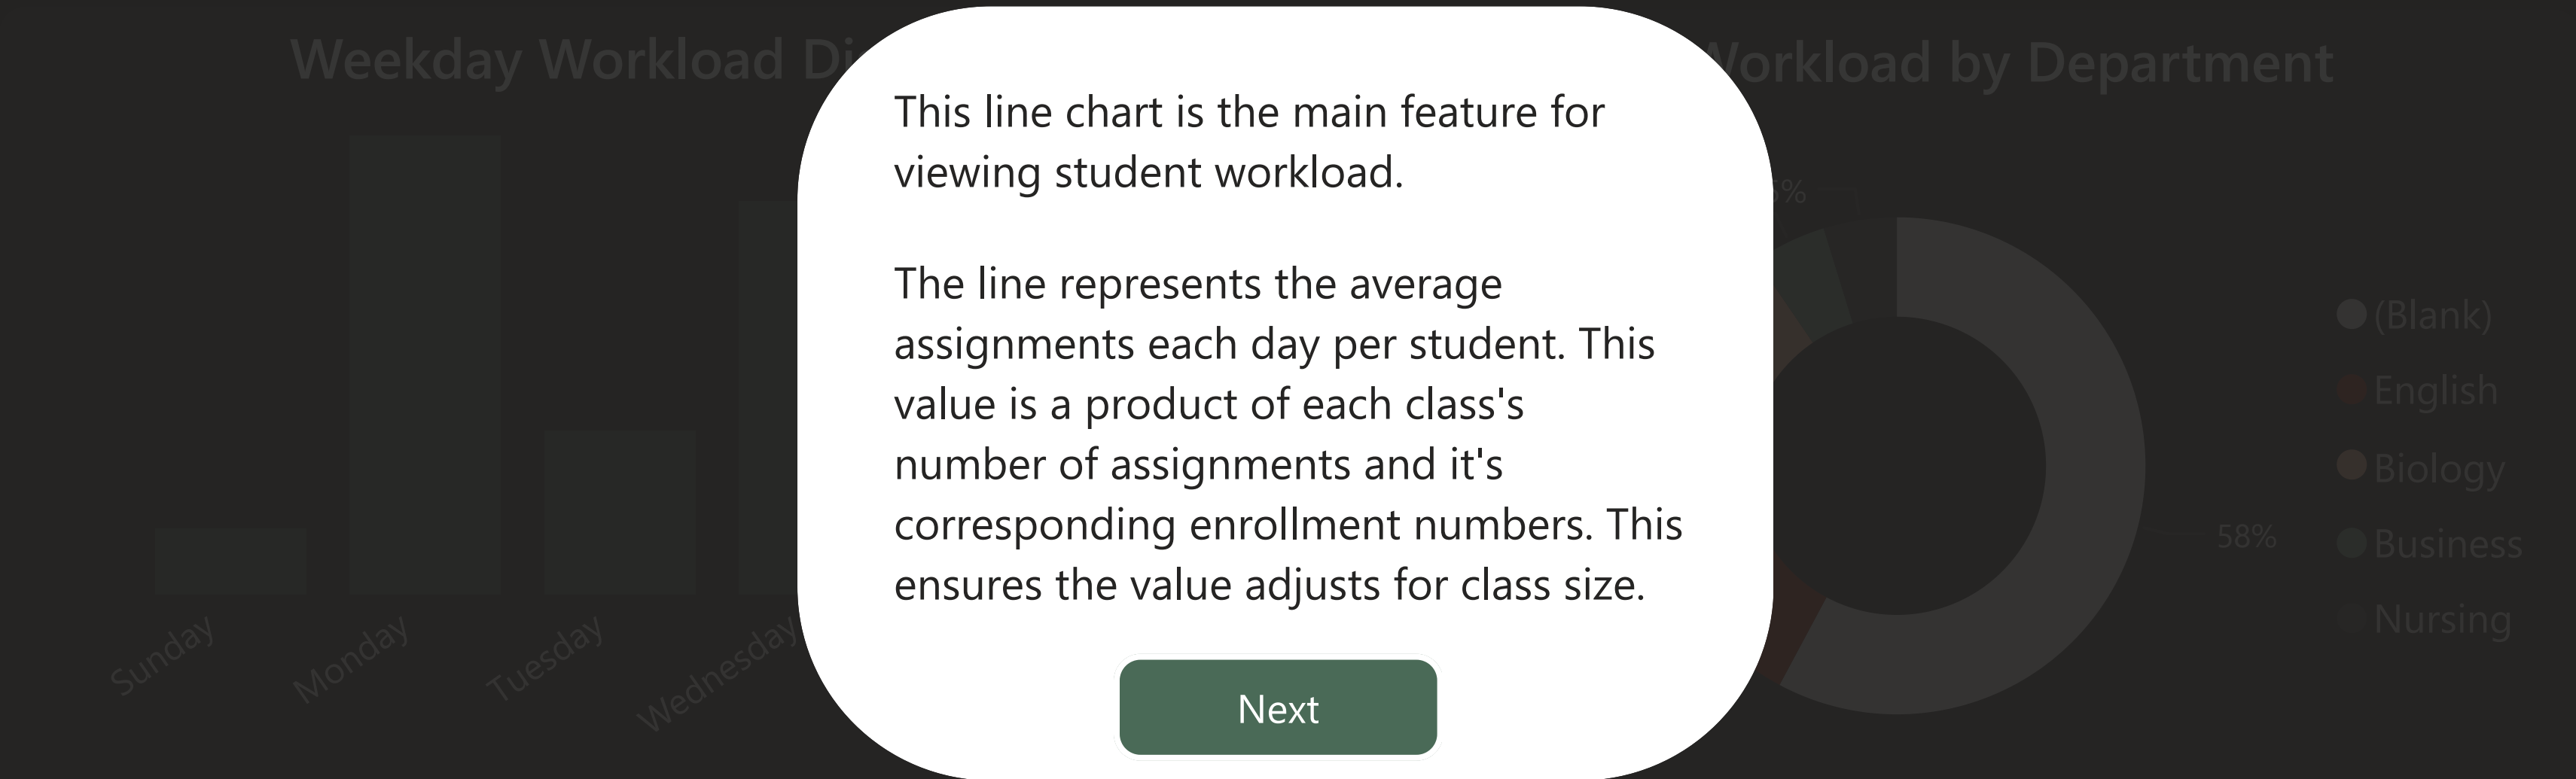 Weekday Workload Di
Workload by Department
This line chart is the main feature for
viewing student workload.
The line represents the average
assignments each day per student. This
value is a product of each class's
number of assignments and it's
corresponding enrollment numbers. This
ensures the value adjusts for class size.
Next
Sunday
Monday
Tuesday
Wednesday
58%
(Blank)
English
Biology
Business
Nursing